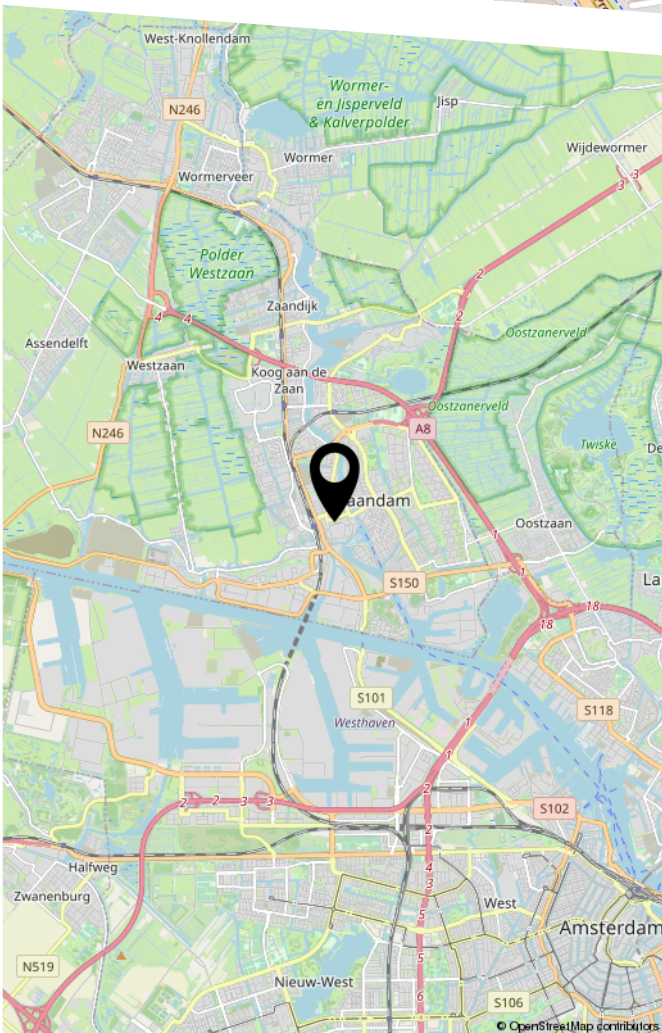 West-Knollendam
Wormer-
en Jisperveld
& Kalverpolder
Jisp
N246
Wormer
Wijdewormer
3
3
Wormerveer
Polder
Westzaan
2
Zaandijk
4
4
2
Oostzanerveld
Assendelft
Westzaan
Koog aan de
Zaan
Oostzanerveld
N246
A8
Twiske
De
aandam
Oostzaan
1
1
S150
La
18
18
S101
S118
Westhaven
1
1
2
2
3
3
2
S102
2
Halfweg
4
3
Zwanenburg
West
5
Amsterdam
N519
5
Nieuw-West
6
S106
© OpenStreetMap contributors